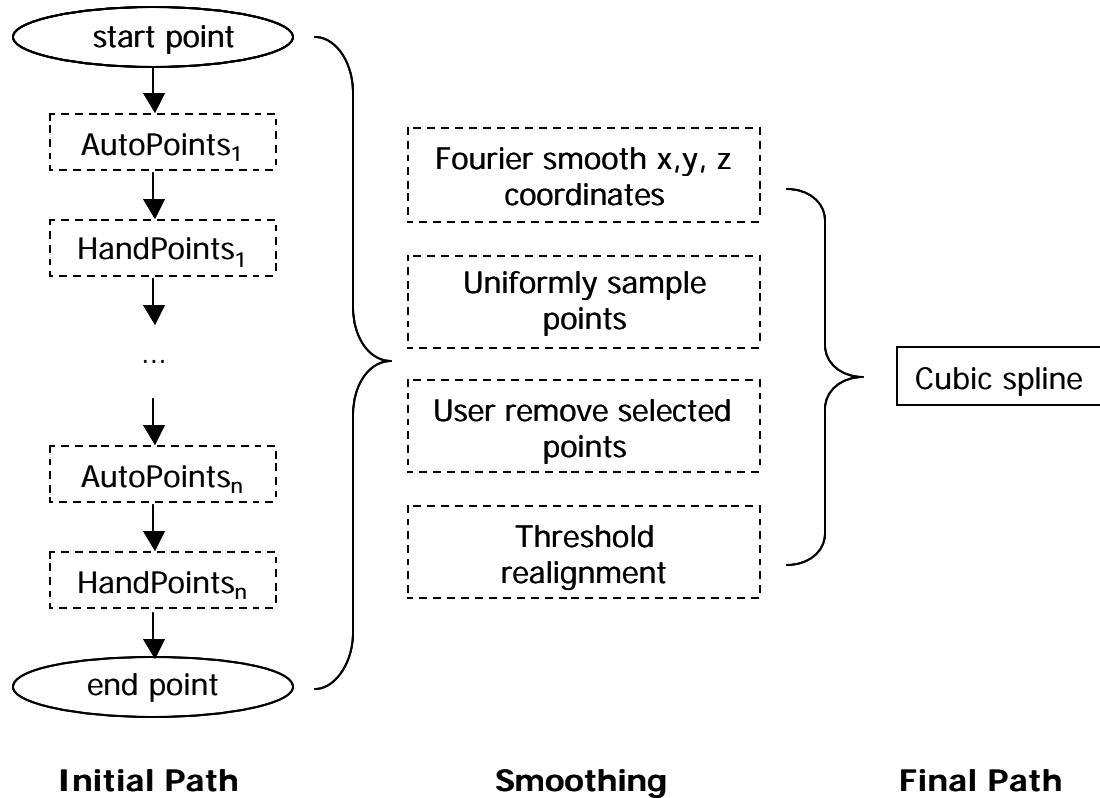 start point
AutoPoints₁
HandPoints₁
...
AutoPointsₙ
HandPointsₙ
end point
Initial Path
Fourier smooth x,y, z
coordinates
Uniformly sample
points
User remove selected
points
Threshold
realignment
Smoothing
Cubic spline
Final Path